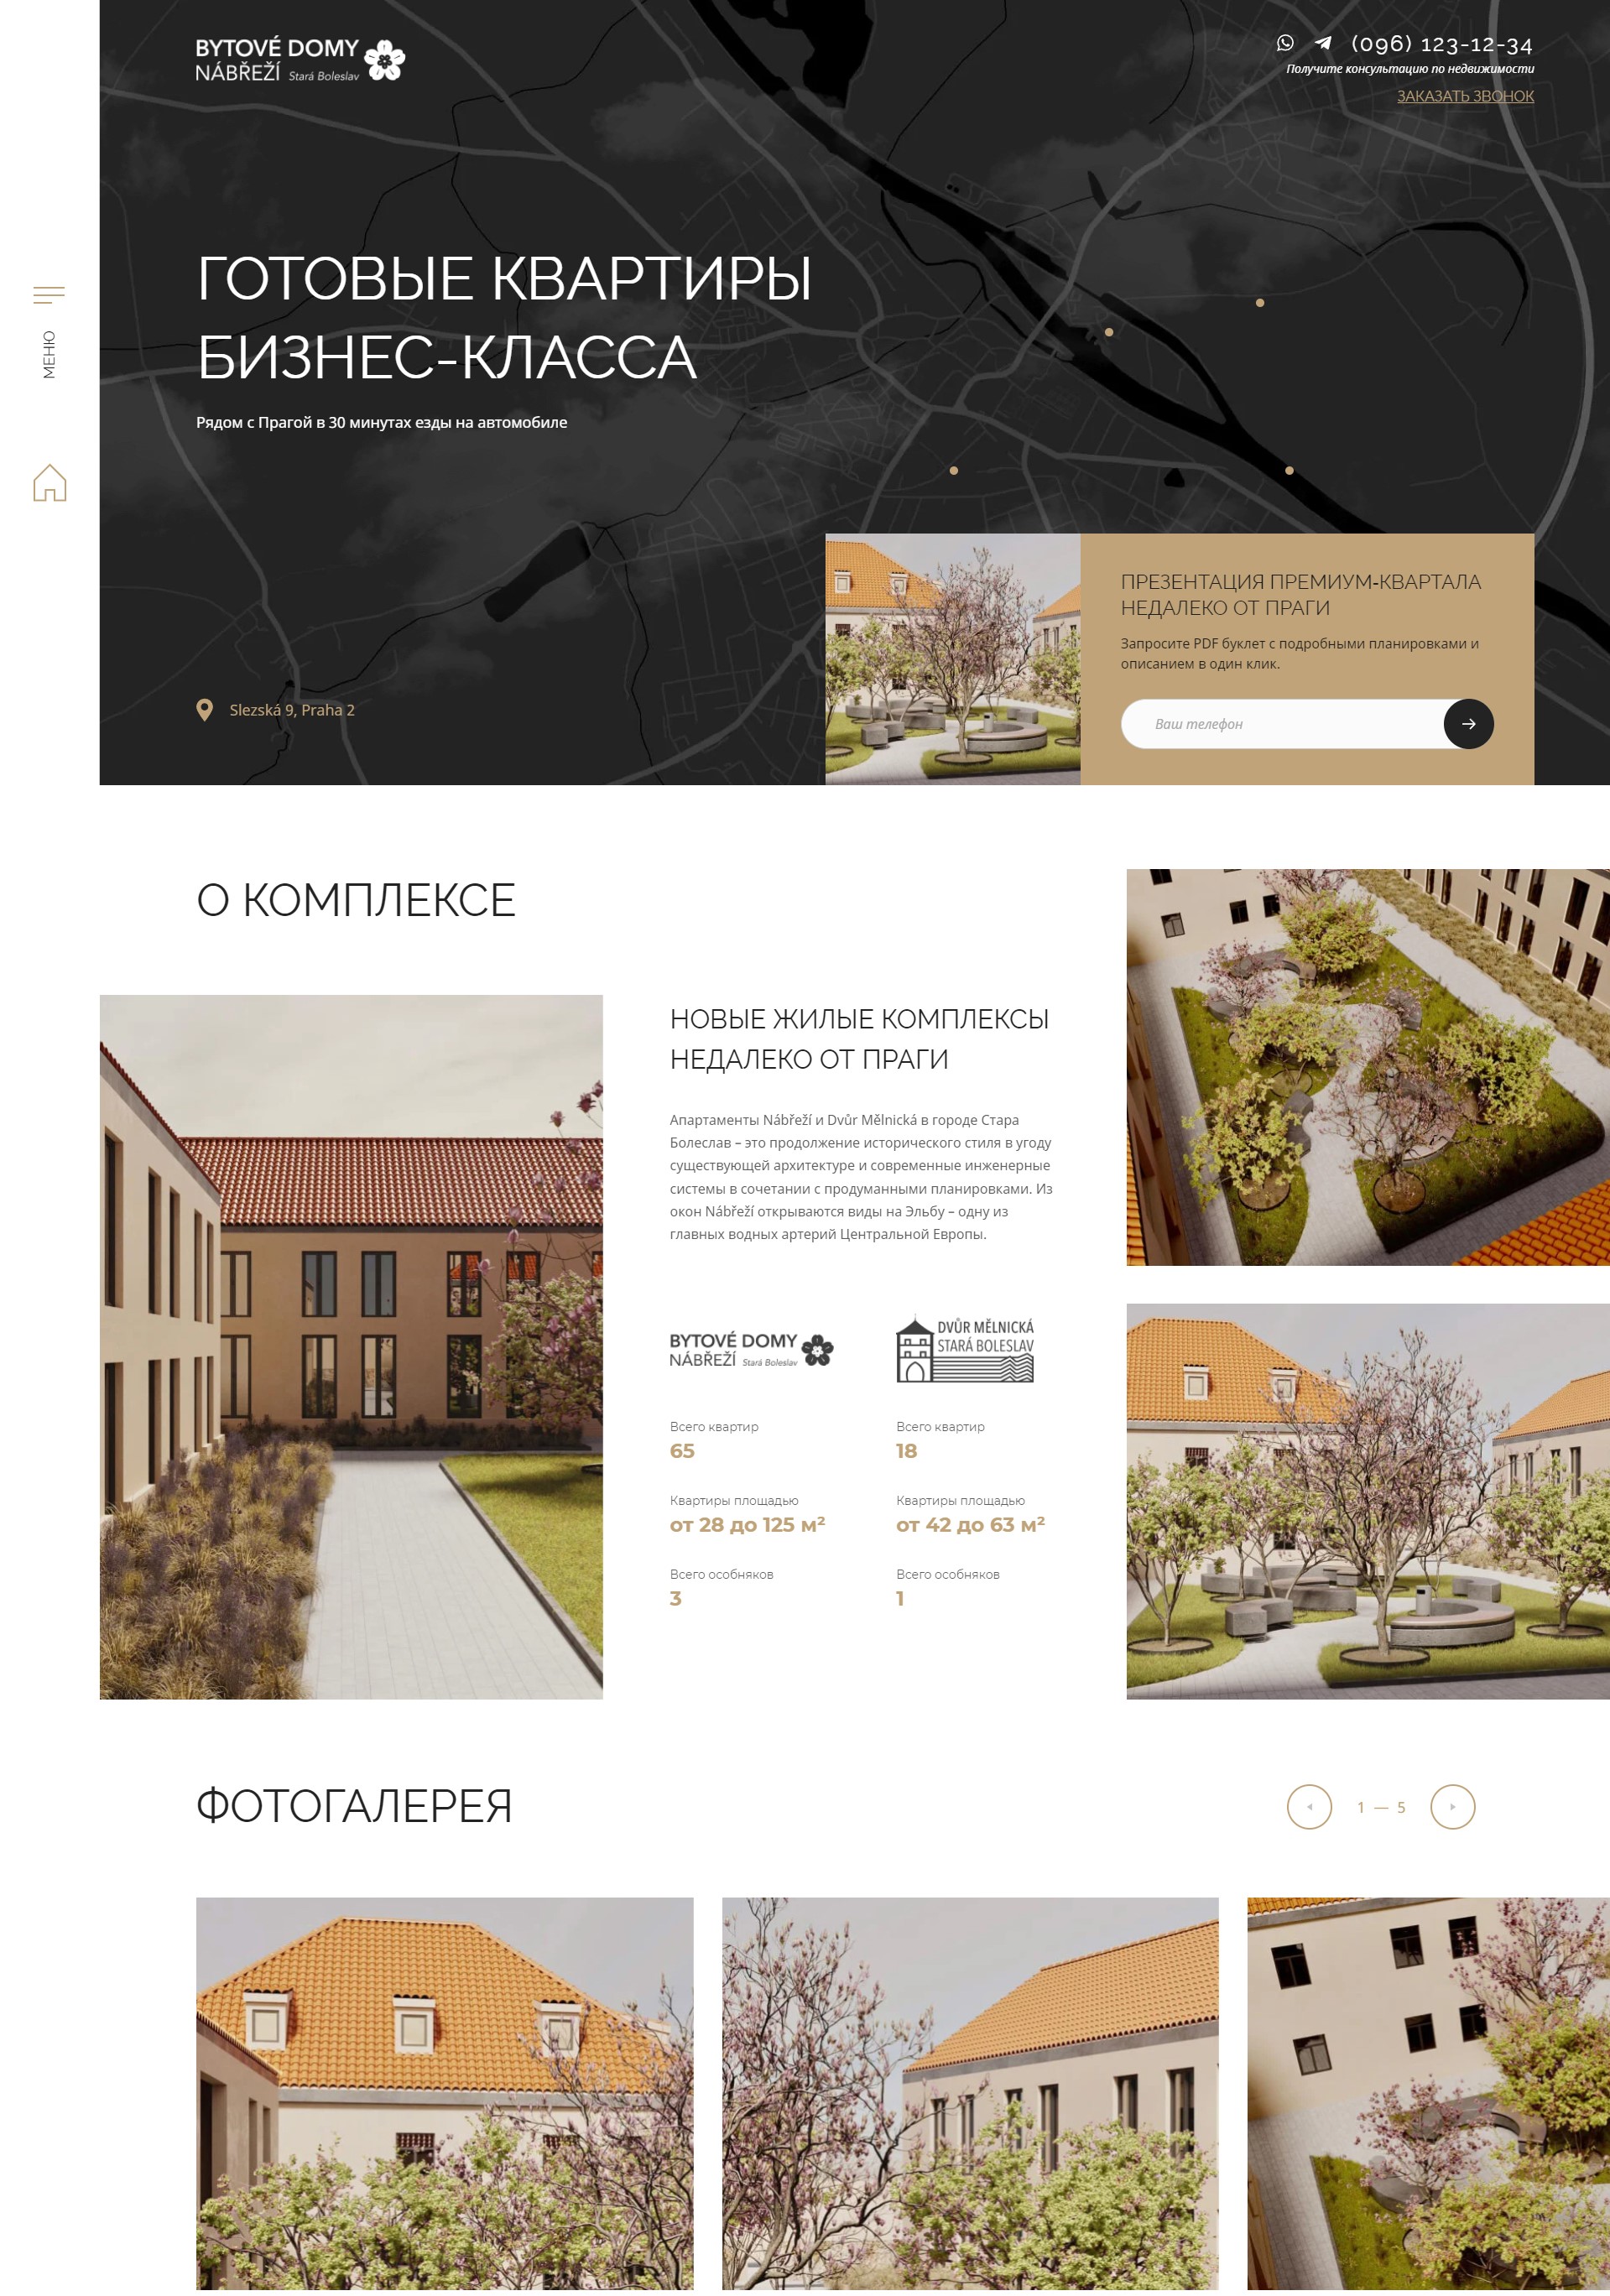 BYTOVÉ DOMY
NÁBŘEŽÍ Stará Boleslav
(096) 123-12-34
Получите консультацию по недвижимости
ЗАКАЗАТЬ ЗВОНОК
МЕНЮ
ГОТОВЫЕ КВАРТИРЫ
БИЗНЕС-КЛАССА
Рядом с Прагой в 30 минутах езды на автомобиле
Slezská 9, Praha 2
ПРЕЗЕНТАЦИЯ ПРЕМИУМ-КВАРТАЛА
НЕДАЛЕКО ОТ ПРАГИ
Запросите PDF буклет с подробными планировками и
описанием в один клик.
Ваш телефон
О КОМПЛЕКСЕ
НОВЫЕ ЖИЛЫЕ КОМПЛЕКСЫ
НЕДАЛЕКО ОТ ПРАГИ
Апартаменты Nábřeží и Dvůr Mělnická в городе Стара
Болеслав – это продолжение исторического стиля в угоду
существующей архитектуре и современные инженерные
системы в сочетании с продуманными планировками. Из
окон Nábřeží открываются виды на Эльбу – одну из
главных водных артерий Центральной Европы.
BYTOVÉ DOMY
NÁBŘEŽÍ Stará Boleslav
Всего квартир
65
Квартиры площадью
от 28 до 125 м²
Всего особняков
3
DVŮR MĚLNICKÁ
STARÁ BOLESLAV
Всего квартир
18
Квартиры площадью
от 42 до 63 м²
Всего особняков
1
ФОТОГАЛЕРЕЯ
1 — 5